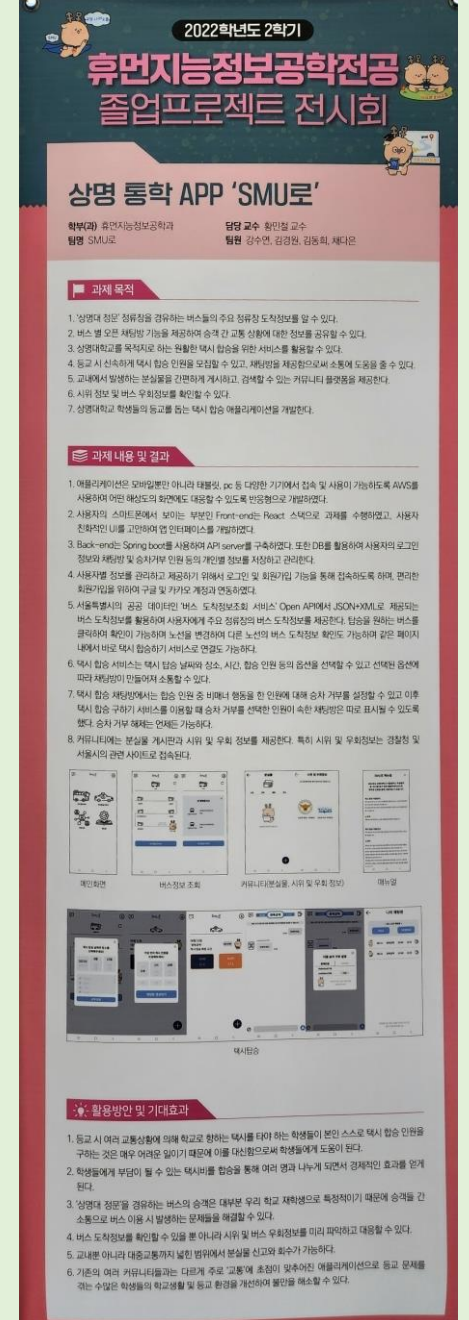 2022학년도 2학기
휴먼지능정보공학전공
졸업프로젝트 전시회
상명 통학 APP 'SMU로'
학부(과) 휴먼지능정보공학과
담당 교수 황민철 교수
팀명 SMU로
팀원 강수연, 김경원, 김동희, 채다은
과제 목적
1. '상명대 정문' 정류장을 경유하는 버스들의 주요 정류장 도착정보를 알 수 있다.
2. 버스 별 오픈 채팅방 기능을 제공하여 승객 간 교통 상황에 대한 정보를 공유할 수 있다.
3. 상명대학교를 목적지로 하는 원활한 택시 합승을 위한 서비스를 활용할 수 있다.
4. 등교 시 신속하게 택시 합승 인원을 모집할 수 있고, 채팅방을 제공함으로써 소통에 도움을 줄 수 있다.
5. 교내에서 발생하는 분실물을 간편하게 게시하고, 검색할 수 있는 커뮤니티 플랫폼을 제공한다.
6. 시위 정보 및 버스 우회정보를 확인할 수 있다.
7. 상명대학교 학생들의 등교를 돕는 택시 합승 애플리케이션을 개발한다.
과제 내용 및 결과
1. 애플리케이션은 모바일뿐만 아니라 태블릿, pc 등 다양한 기기에서 접속 및 사용이 가능하도록 AWS를
사용하여 어떤 해상도의 화면에도 대응할 수 있도록 반응형으로 개발하였다.
2. 사용자의 스마트폰에서 보이는 부분인 Front-end는 React 스택으로 과제를 수행하였고, 사용자
친화적인 UI를 고안하여 앱 인터페이스를 개발하였다.
3. Back-end는 Spring boot를 사용하여 API server를 구축하였다. 또한 DB를 활용하여 사용자의 로그인
정보와 채팅방 및 승차거부 인원 등의 개인별 정보를 저장하고 관리한다.
4. 사용자별 정보를 관리하고 제공하기 위해서 로그인 및 회원가입 기능을 통해 접속하도록 하며, 편리한
회원가입을 위하여 구글 및 카카오 계정과 연동하였다.
5. 서울특별시의 공공 데이터인 '버스 도착정보조회 서비스' Open API에서 JSON+XML로 제공되는
버스 도착정보를 활용하여 사용자에게 주요 정류장의 버스 도착정보를 제공한다. 탑승을 원하는 버스를
클릭하여 확인이 가능하며 노선을 변경하여 다른 노선의 버스 도착정보 확인도 가능하며 같은 페이지
내에서 바로 택시 합승하기 서비스로 연결도 가능하다.
6. 택시 합승 서비스는 택시 탑승 날짜와 장소, 시간, 합승 인원 등의 옵션을 선택할 수 있고 선택된 옵션에
따라 채팅방이 만들어져 소통할 수 있다.
7. 택시 합승 채팅방에서는 합승 인원 중 비매너 행동을 한 인원에 대해 승차 거부를 설정할 수 있고 이후
택시 합승 구하기 서비스를 이용할 때 승차 거부를 선택한 인원이 속한 채팅방은 따로 표시될 수 있도록
했다. 승차 거부 해제는 언제든 가능하다.
8. 커뮤니티에는 분실물 게시판과 시위 및 우회 정보를 제공한다. 특히 시위 및 우회정보는 경찰청 및
서울시의 관련 사이트로 접속된다.
메인화면
버스정보 조회
커뮤니티(분실물, 시위 및 우회 정보)
매뉴얼
택시탑승
활용방안 및 기대효과
1. 등교 시 여러 교통상황에 의해 학교로 향하는 택시를 타야 하는 학생들이 본인 스스로 택시 합승 인원을
구하는 것은 매우 어려운 일이기 때문에 이를 대신함으로써 학생들에게 도움이 된다.
2. 학생들에게 부담이 될 수 있는 택시비를 합승을 통해 여러 명과 나누게 되면서 경제적인 효과를 얻게
된다.
3. '상명대 정문'을 경유하는 버스의 승객은 대부분 우리 학교 재학생으로 특정적이기 때문에 승객들 간
소통으로 버스 이용 시 발생하는 문제들을 해결할 수 있다.
4. 버스 도착정보를 확인할 수 있을 뿐 아니라 시위 및 버스 우회정보를 미리 파악하고 대응할 수 있다.
5. 교내뿐 아니라 대중교통까지 넓힌 범위에서 분실물 신고와 회수가 가능하다.
6. 기존의 여러 커뮤니티들과는 다르게 주로 '교통'에 초점이 맞추어진 애플리케이션으로 등교 문제를
겪는 수많은 학생들의 학교생활 및 등교 환경을 개선하여 불만을 해소할 수 있다.